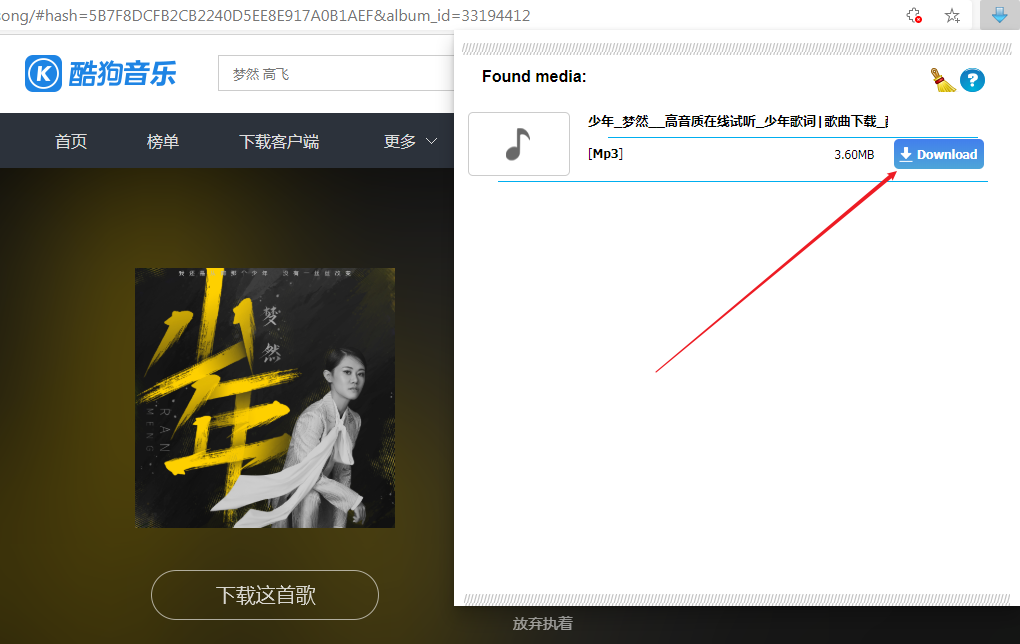 ong/#hash=5B7F8DCFB2CB2240D5EE8E917A0B1AEF&album_id=33194412
K 酷狗音乐
梦然 高飞
首页 榜单 下载客户端 更多
Found media:
?
少年_梦然__高音质在线试听_少年歌词|歌曲下载_
[Mp3] 3.60MB Download
少年
梦然
RAN
MENG
下载这首歌
放弃执着